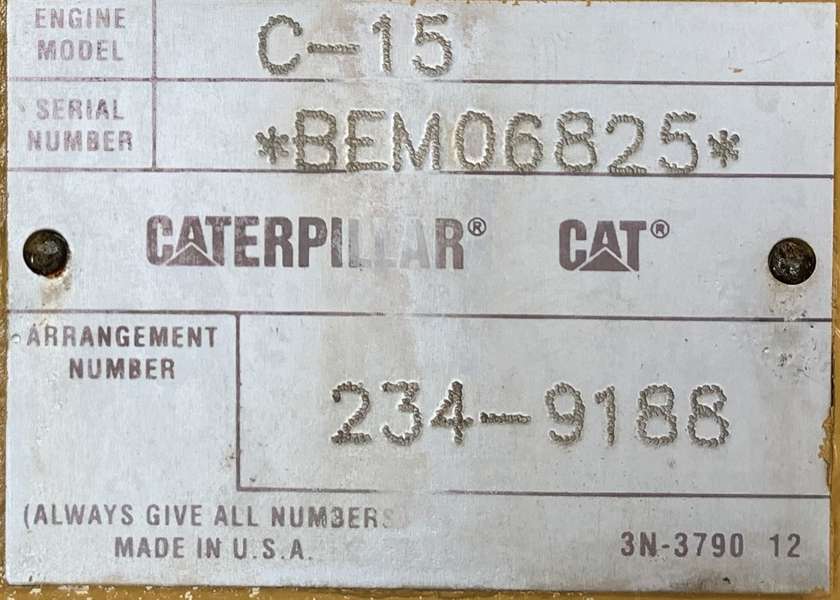 ENGINE MODEL C-15
SERIAL NUMBER *BEM06825*
CATERPILLAR® CAT®
ARRANGEMENT NUMBER 234-9188
(ALWAYS GIVE ALL NUMBERS
MADE IN U.S.A. 3N-3790 12